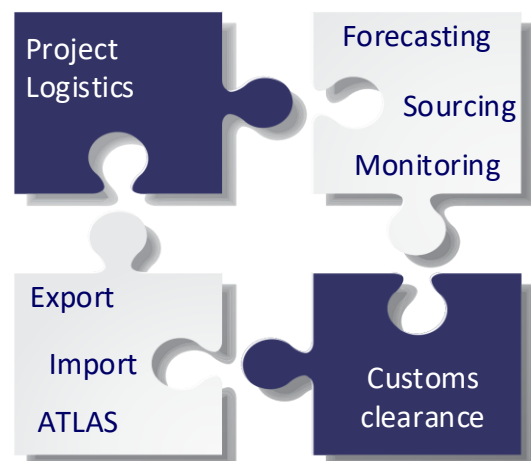 Project
Logistics
Forecasting
Sourcing
Monitoring
Export
Import
ATLAS
Customs
clearance